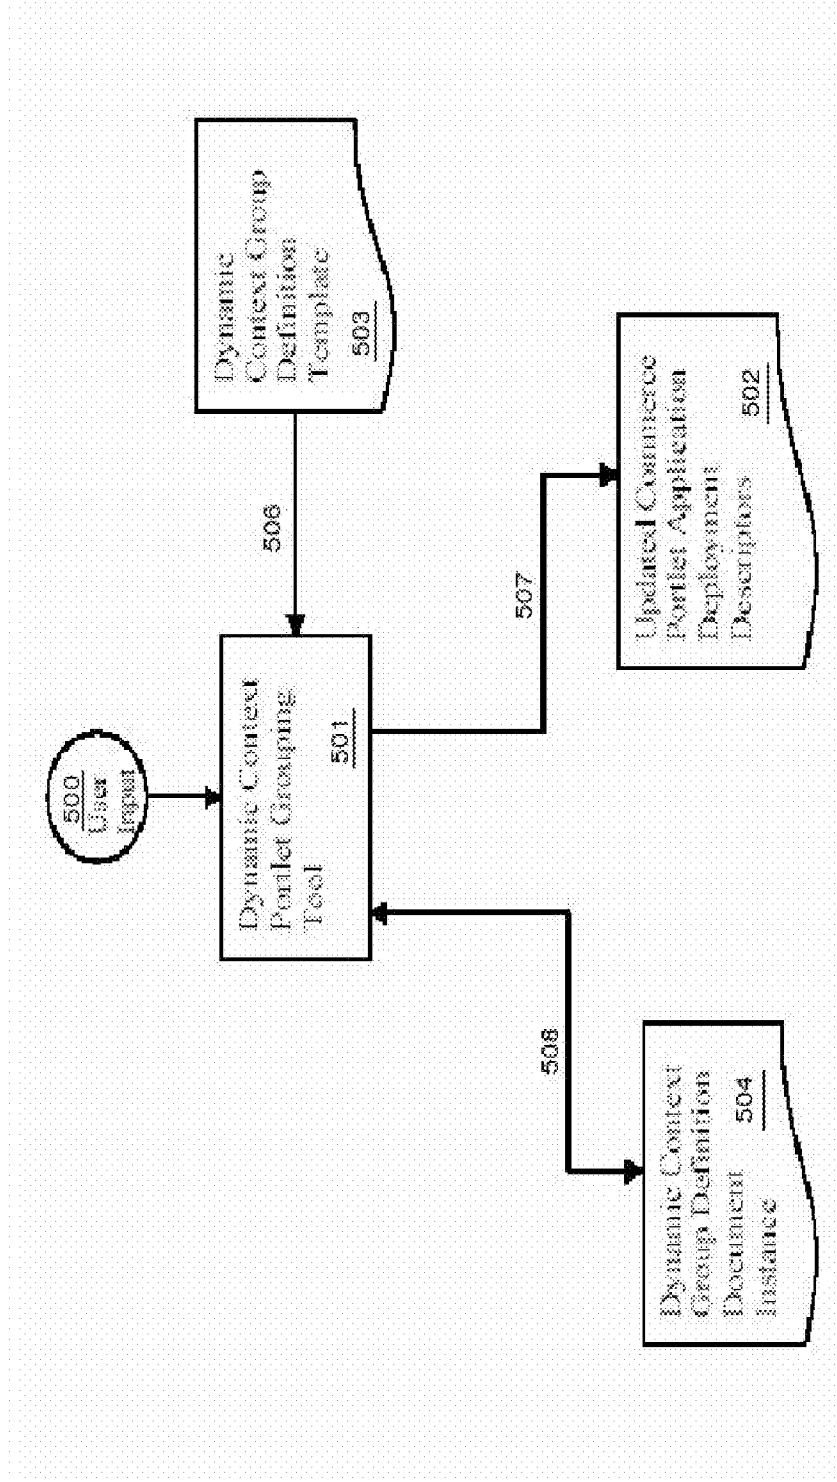 500
User
Input
Dynamic Context
Portlet Grouping
Tool
501
506
Dynamic
Context Group
Definition
Template
503
508
507
Dynamic Context
Group Definition
Document
504
Instance
Updated Commerce
Portlet Application
Deployment
502
Descriptors